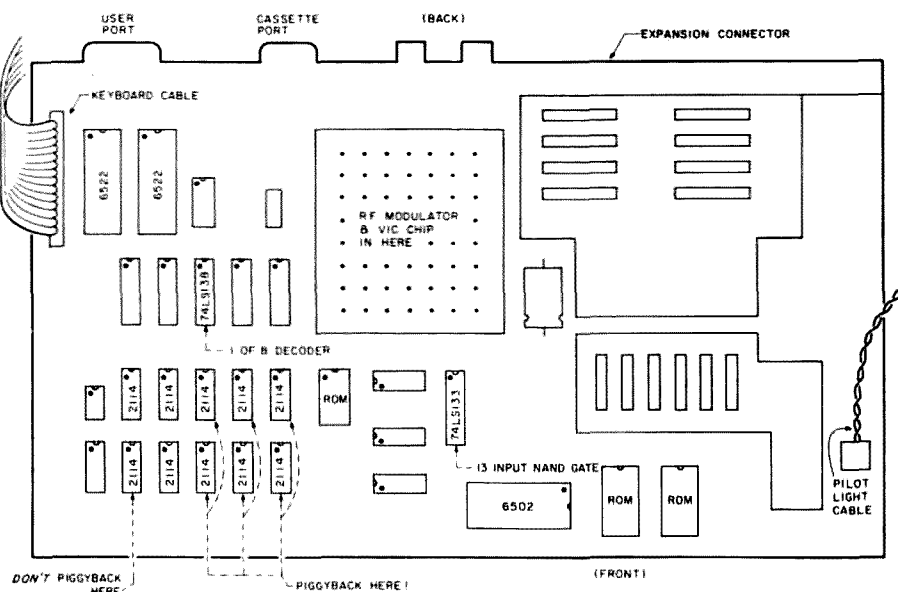 USER
PORT
CASSETTE
PORT
(BACK)
EXPANSION CONNECTOR
KEYBOARD CABLE
6522
6522
RF MODULATOR
& VIC CHIP
IN HERE
74LS138
1 OF 8 DECODER
2114
2114
2114
2114
2114
ROM
74LS133
2114
2114
2114
2114
2114
13 INPUT NAND GATE
6502
ROM
ROM
PILOT
LIGHT
CABLE
(FRONT)
DON'T PIGGYBACK
HERE
PIGGYBACK HERE!